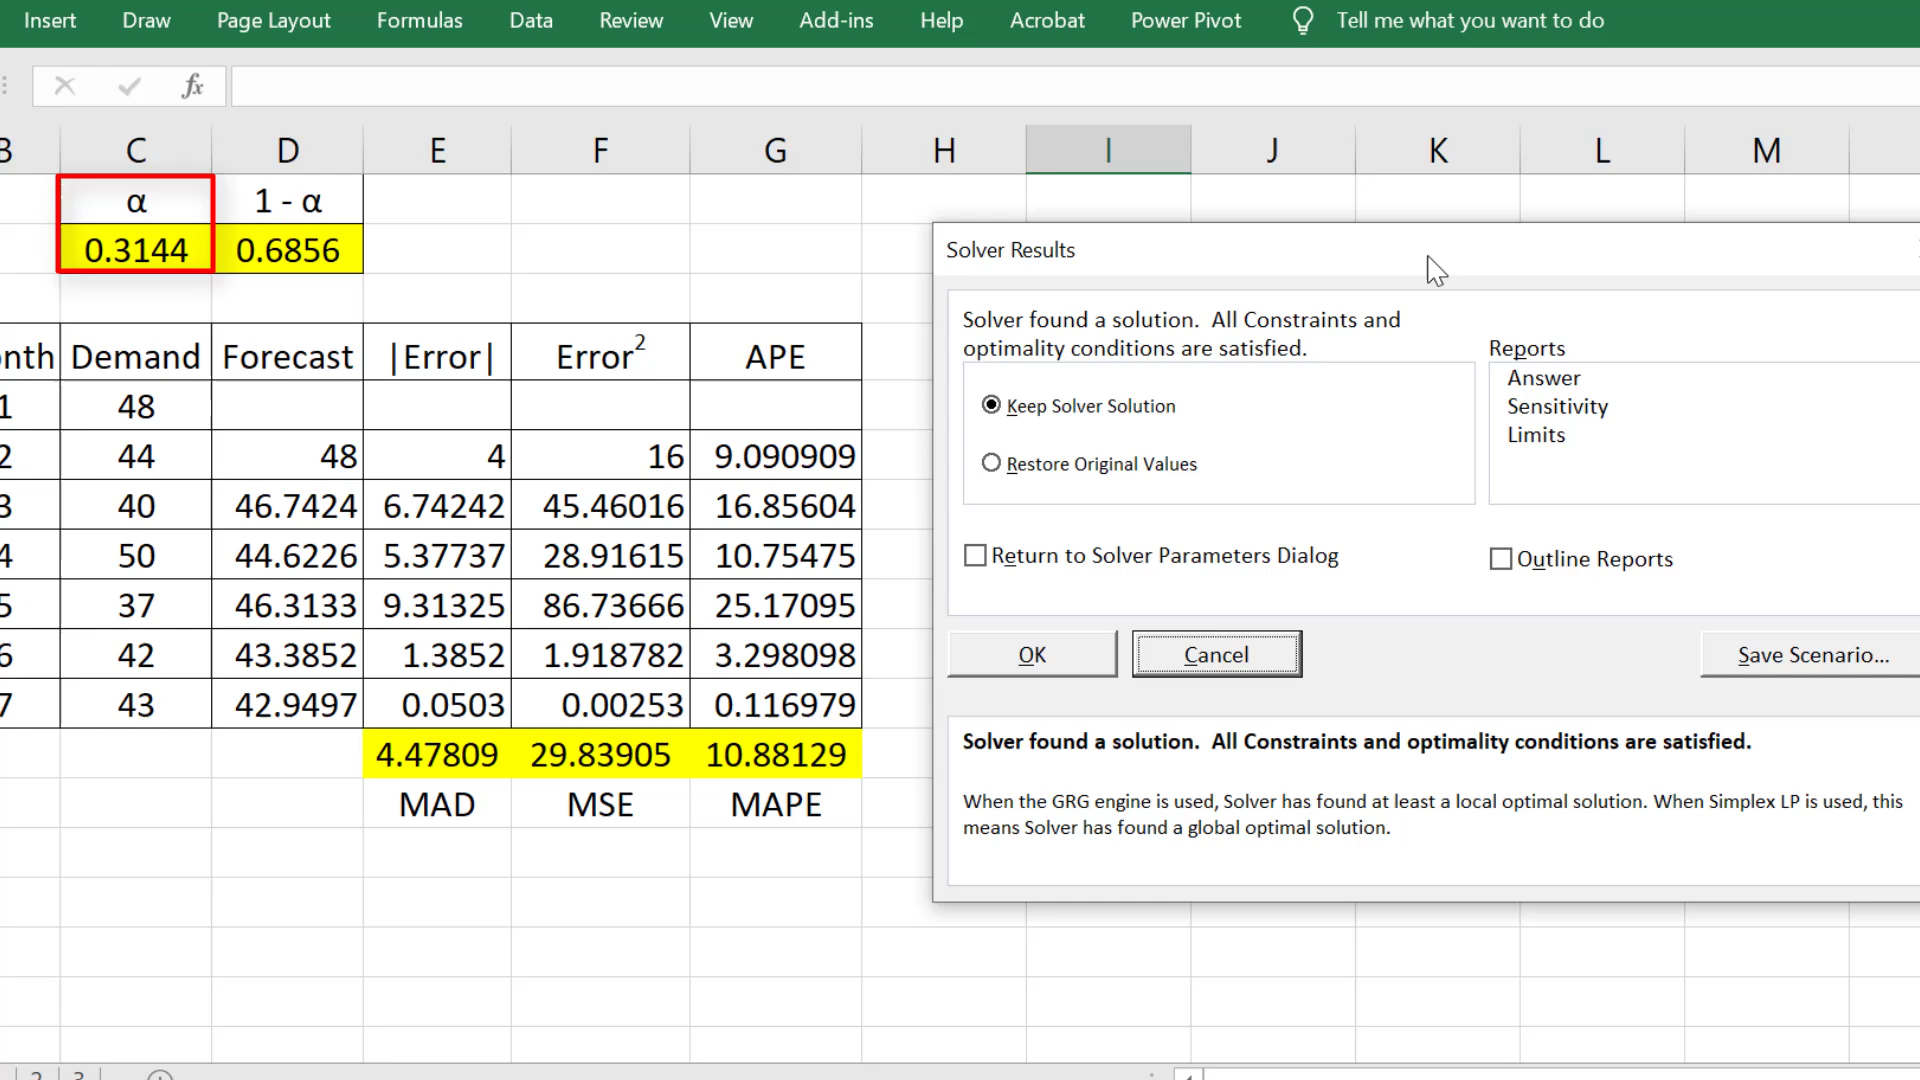 Insert Draw Page Layout Formulas Data Review View Add-ins Help Acrobat Power Pivot Tell me what you want to do
fx
B C D E F G H I J K L M
α 1 - α
0.3144 0.6856
nth Demand Forecast |Error| Error² APE
1 48
2 44 48 4 16 9.090909
3 40 46.7424 6.74242 45.46016 16.85604
4 50 44.6226 5.37737 28.91615 10.75475
5 37 46.3133 9.31325 86.73666 25.17095
6 42 43.3852 1.3852 1.918782 3.298098
7 43 42.9497 0.0503 0.00253 0.116979
4.47809 29.83905 10.88129
MAD MSE MAPE
2 3
Solver Results
Solver found a solution. All Constraints and
optimality conditions are satisfied.
Keep Solver Solution
Restore Original Values
Reports
Answer
Sensitivity
Limits
Return to Solver Parameters Dialog
Outline Reports
OK Cancel Save Scenario...
Solver found a solution. All Constraints and optimality conditions are satisfied.
When the GRG engine is used, Solver has found at least a local optimal solution. When Simplex LP is used, this
means Solver has found a global optimal solution.